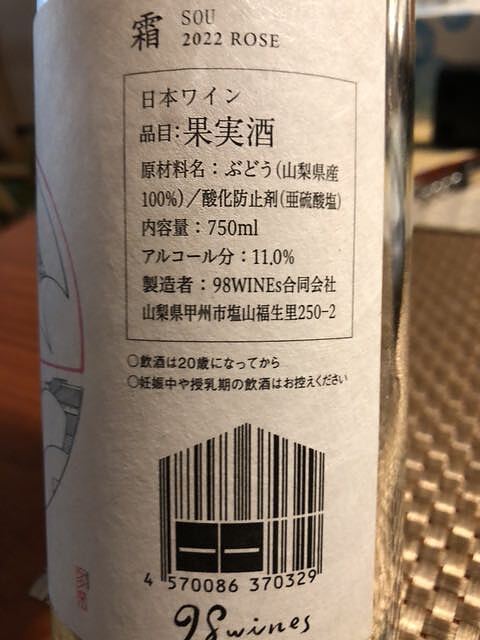 霜 SOU
2022 ROSE
日本ワイン
品目:果実酒
原材料名：ぶどう(山梨県産
100%)／酸化防止剤(亜硫酸塩)
内容量：750ml
アルコール分：11.0%
製造者：98WINEs合同会社
山梨県甲州市塩山福生里250-2
○飲酒は20歳になってから
○妊娠中や授乳期の飲酒はお控えください
4 570086 370329
98wines